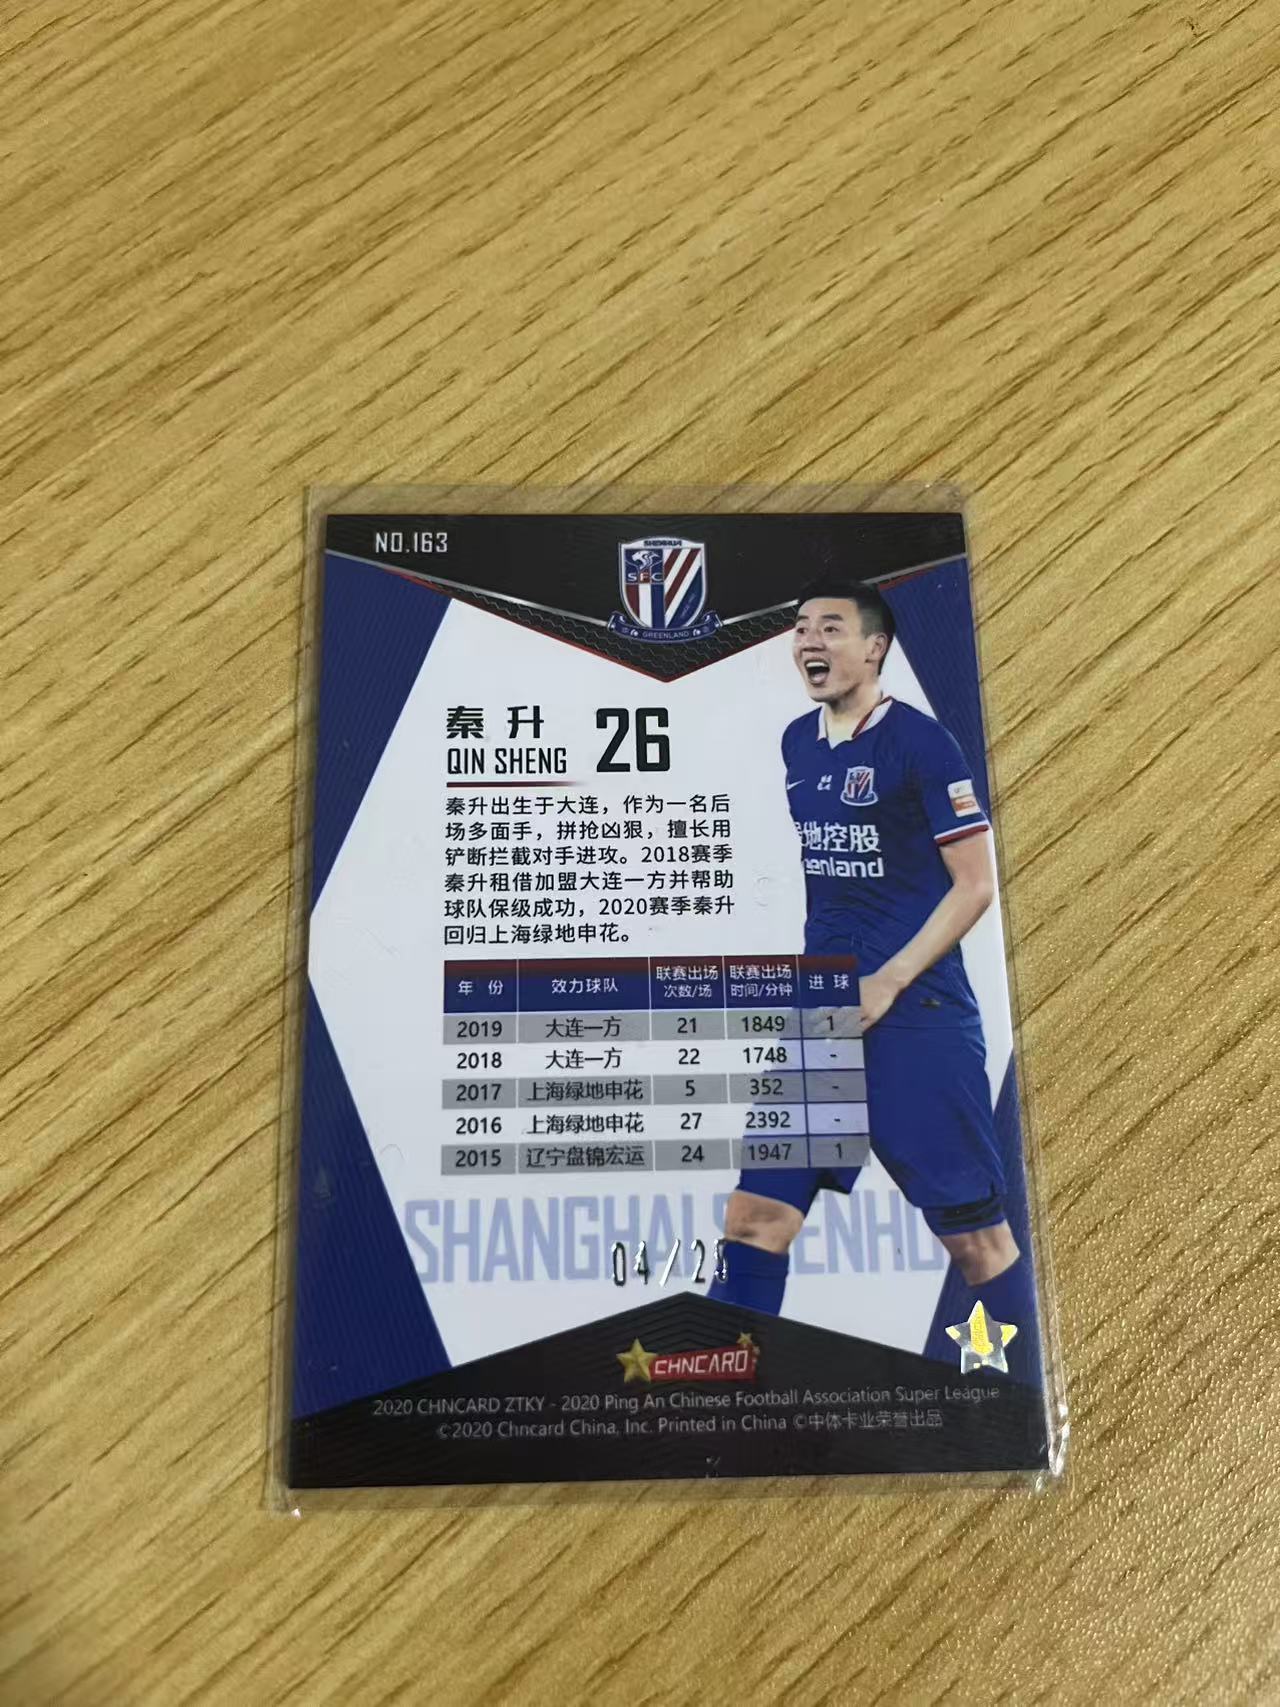 NO.163
SHENHUA
SFC
GREENLAND
秦升 26
QIN SHENG
秦升出生于大连，作为一名后
场多面手，拼抢凶狠，擅长用
铲断拦截对手进攻。2018赛季
秦升租借加盟大连一方并帮助
球队保级成功，2020赛季秦升
回归上海绿地申花。
地控股
eenland
年份 效力球队 联赛出场次数/场 联赛出场时间/分钟 进球
2019 大连一方 21 1849 1
2018 大连一方 22 1748 -
2017 上海绿地申花 5 352 -
2016 上海绿地申花 27 2392 -
2015 辽宁盘锦宏运 24 1947 1
SHANGHAI SHENHU
04/25
CHNCARD
2020 CHNCARD ZTKY - 2020 Ping An Chinese Football Association Super League
©2020 Chncard China, Inc. Printed in China ©中体卡业荣誉出品